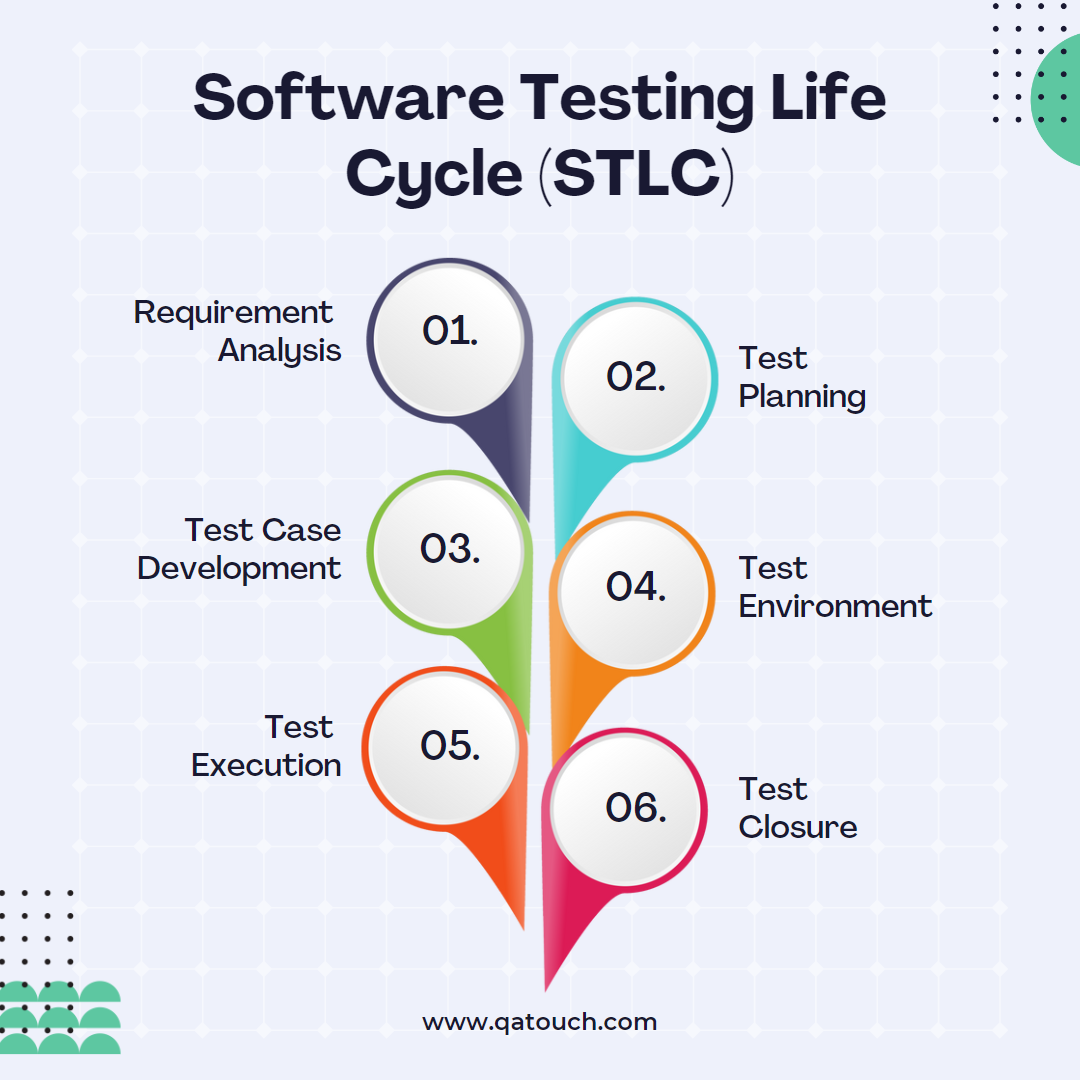 Software Testing Life
Cycle (STLC)
01.
Requirement
Analysis
02.
Test
Planning
03.
Test Case
Development
04.
Test
Environment
05.
Test
Execution
06.
Test
Closure
www.qatouch.com